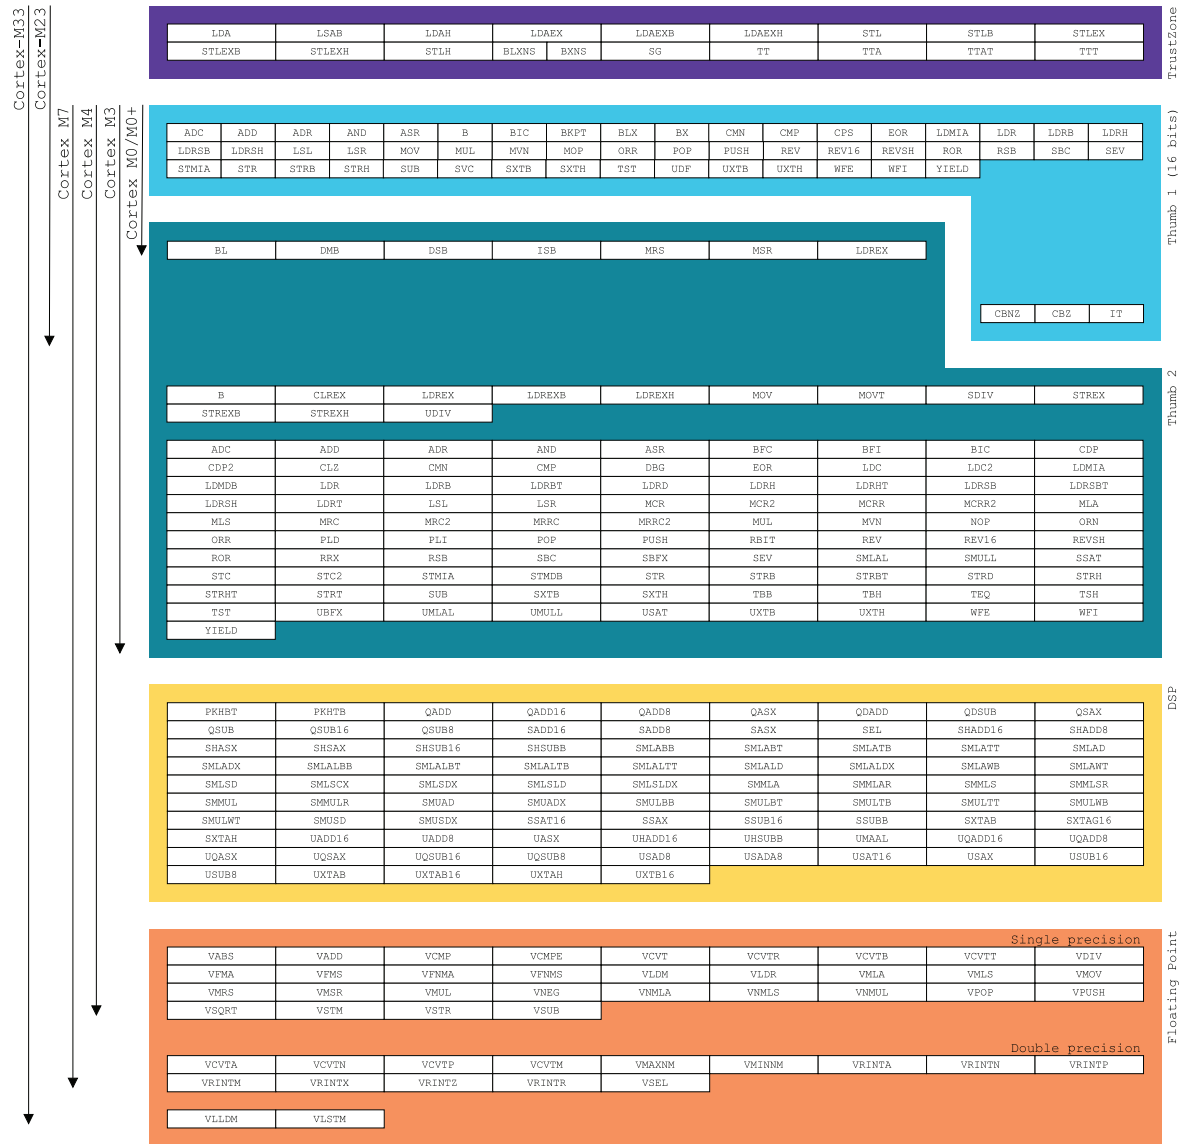 Cortex-M33
Cortex-M23
Cortex M7
Cortex M4
Cortex M3
Cortex M0/M0+
TrustZone
LDA LSAB LDAH LDAEX LDAEXB LDAEXH STL STLB STLEX
STLEXB STLEXH STLH BLXNS BXNS SG TT TTA TTAT TTT
Thumb 1 (16 bits)
ADC ADD ADR AND ASR B BIC BKPT BLX BX CMN CMP CPS EOR LDMIA LDR LDRB LDRH
LDRSB LDRSH LSL LSR MOV MUL MVN MOP ORR POP PUSH REV REV16 REVSH ROR RSB SBC SEV
STMIA STR STRB STRH SUB SVC SXTB SXTH TST UDF UXTB UXTH WFE WFI YIELD
BL DMB DSB ISB MRS MSR LDREX
CBNZ CBZ IT
Thumb 2
B CLREX LDREX LDREXB LDREXH MOV MOVT SDIV STREX
STREXB STREXH UDIV
ADC ADD ADR AND ASR BFC BFI BIC CDP
CDP2 CLZ CMN CMP DBG EOR LDC LDC2 LDMIA
LDMDB LDR LDRB LDRBT LDRD LDRH LDRHT LDRSB LDRSBT
LDRSH LDRT LSL LSR MCR MCR2 MCRR MCRR2 MLA
MLS MRC MRC2 MRRC MRRC2 MUL MVN NOP ORN
ORR PLD PLI POP PUSH RBIT REV REV16 REVSH
ROR RRX RSB SBC SBFX SEV SMLAL SMULL SSAT
STC STC2 STMIA STMDB STR STRB STRBT STRD STRH
STRHT STRT SUB SXTB SXTH TBB TBH TEQ TSH
TST UBFX UMLAL UMULL USAT UXTB UXTH WFE WFI
YIELD
DSP
PKHBT PKHTB QADD QADD16 QADD8 QASX QDADD QDSUB QSAX
QSUB QSUB16 QSUB8 SADD16 SADD8 SASX SEL SHADD16 SHADD8
SHASX SHSAX SHSUB16 SHSUBB SMLABB SMLABT SMLATB SMLATT SMLAD
SMLADX SMLALBB SMLALBT SMLALTB SMLALTT SMLALD SMLALDX SMLAWB SMLAWT
SMLSD SMLSCX SMLSDX SMLSLD SMLSLDX SMMLA SMMLAR SMMLS SMMLSR
SMMUL SMMULR SMUAD SMUADX SMULBB SMULBT SMULTB SMULTT SMULWB
SMULWT SMUSD SMUSDX SSAT16 SSAX SSUB16 SSUBB SXTAB SXTAG16
SXTAH UADD16 UADD8 UASX UHADD16 UHSUBB UMAAL UQADD16 UQADD8
UQASX UQSAX UQSUB16 UQSUB8 USAD8 USADA8 USAT16 USAX USUB16
USUB8 UXTAB UXTAB16 UXTAH UXTB16
Floating Point
Single precision
VABS VADD VCMP VCMPE VCVT VCVTR VCVTB VCVTT VDIV
VFMA VFMS VFNMA VFNMS VLDM VLDR VMLA VMLS VMOV
VMRS VMSR VMUL VNEG VNMLA VNMLS VNMUL VPOP VPUSH
VSQRT VSTM VSTR VSUB
Double precision
VCVTA VCVTN VCVTP VCVTM VMAXNM VMINNM VRINTA VRINTN VRINTP
VRINTM VRINTX VRINTZ VRINTR VSEL
VLLDM VLSTM